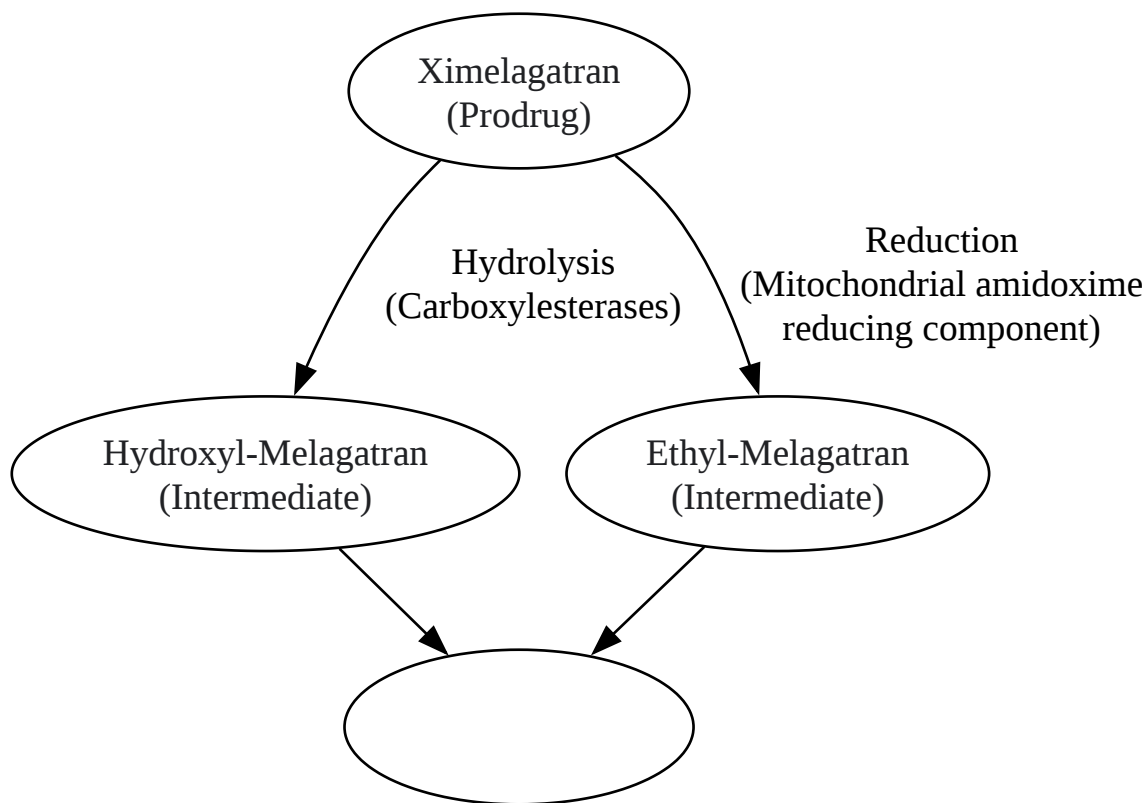 Ximelagatran
(Prodrug)
Hydrolysis
(Carboxylesterases)
Reduction
(Mitochondrial amidoxime
reducing component)
Hydroxyl-Melagatran
(Intermediate)
Ethyl-Melagatran
(Intermediate)